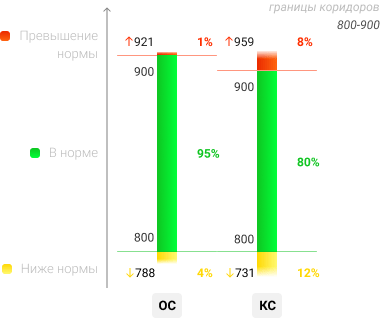 границы коридоров
800-900
Превышение
нормы
↑921
1%
↑959
8%
900
900
В норме
95%
80%
800
800
Ниже нормы
↓788
4%
↓731
12%
ОС
КС